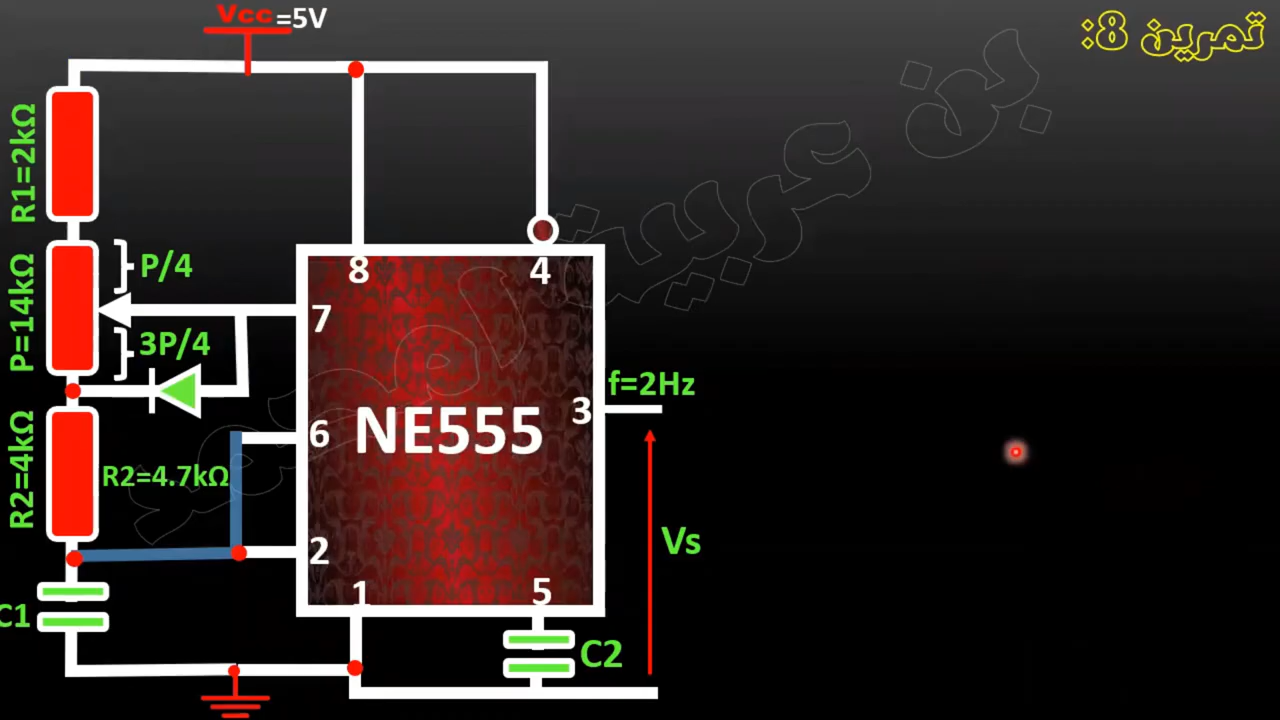 تمرين 8:
Vcc=5V
R1=2kΩ
P=14kΩ
P/4
3P/4
R2=4kΩ
R2=4.7kΩ
C1
8
4
7
6
2
1
5
3
NE555
f=2Hz
Vs
C2